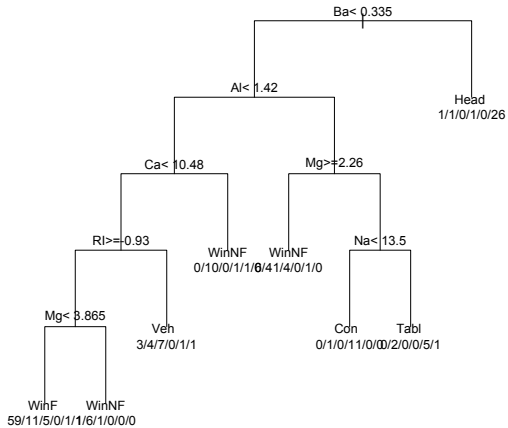 Ba< 0.335
Al< 1.42
Head
1/1/0/1/0/26
Ca< 10.48
Mg>=2.26
RI>=-0.93
WinNF
0/10/0/1/1/0
WinNF
6/41/4/0/1/0
Na< 13.5
Mg< 3.865
Veh
3/4/7/0/1/1
Con
0/1/0/11/0/0
Tabl
0/2/0/0/5/1
WinF
59/11/5/0/1/1
WinNF
1/6/1/0/0/0